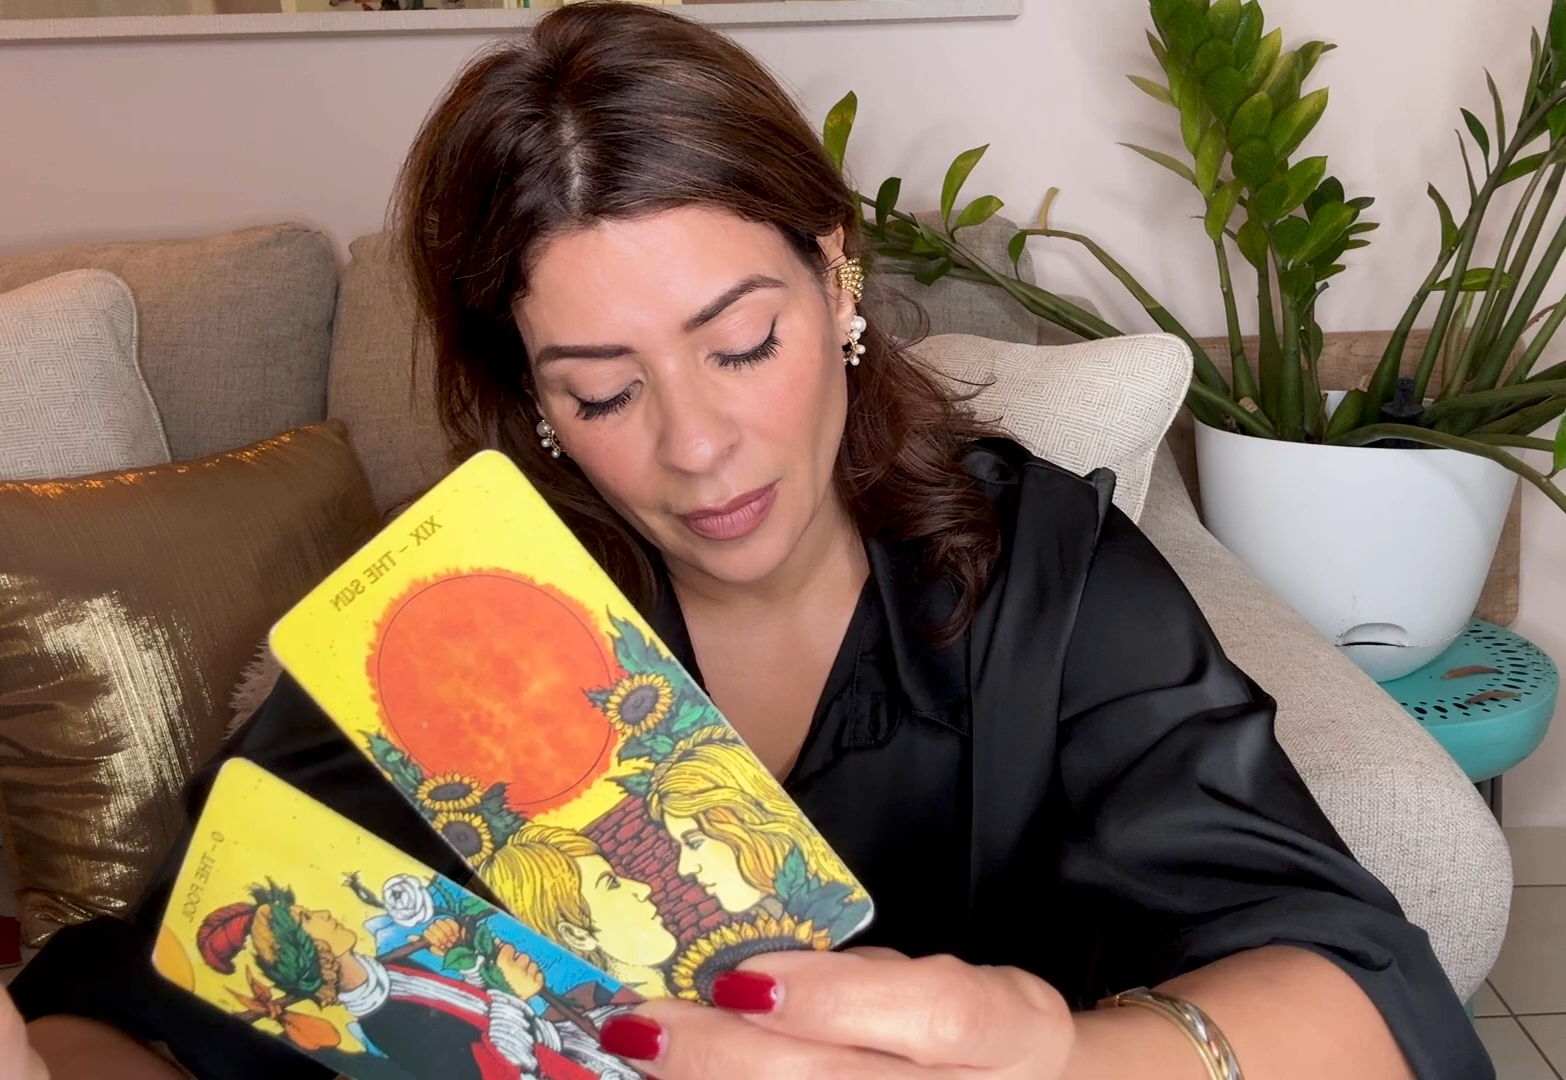 XIX - THE SUN
0 - THE FOOL